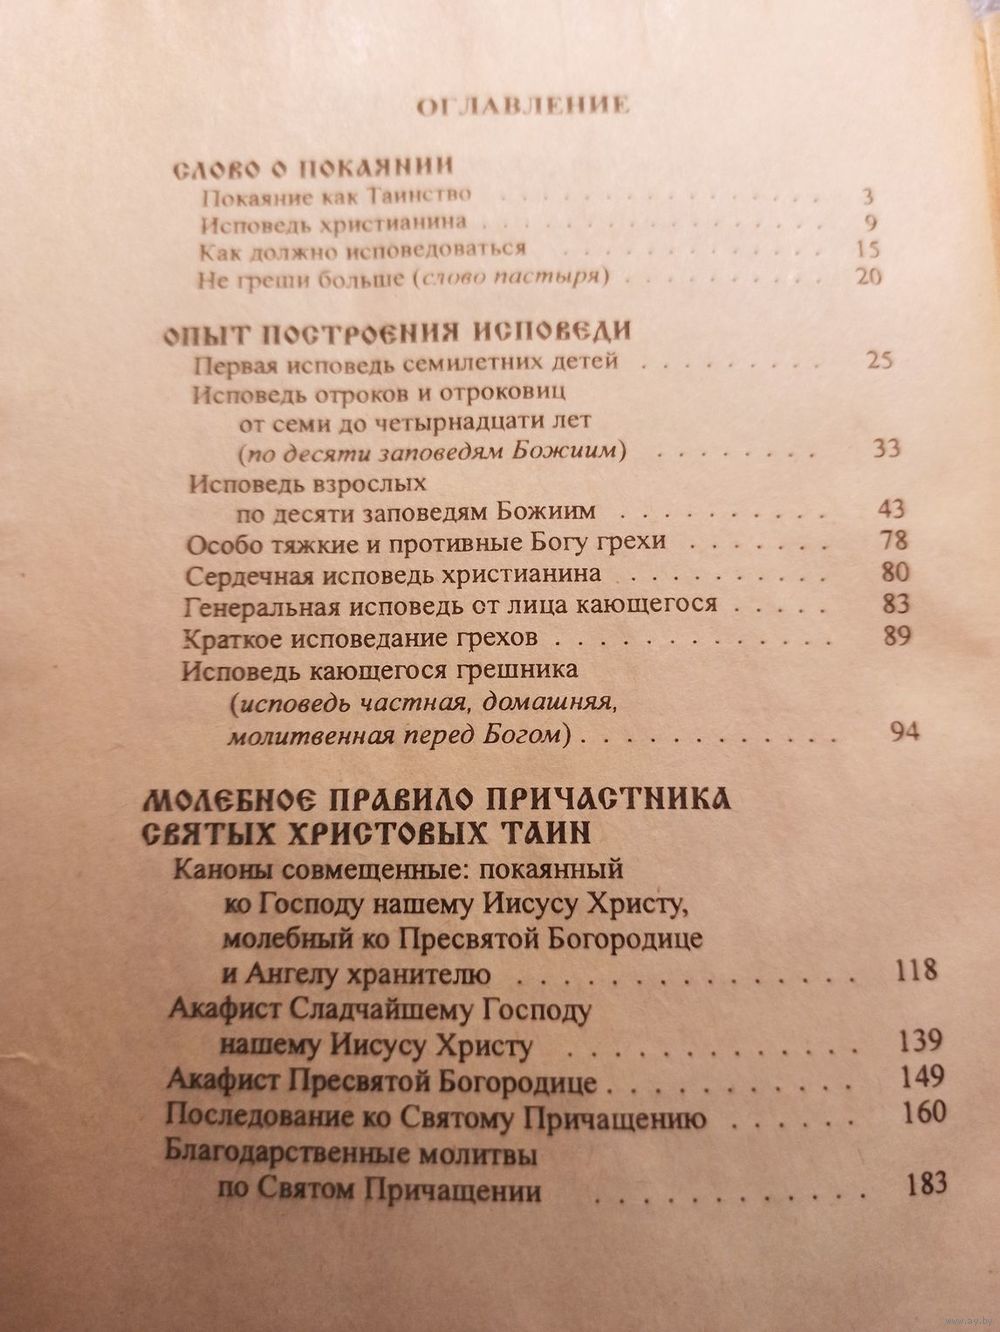 ОГЛАВЛЕНИЕ
СЛОВО О ПОКАЯНИИ
Покаяние как Таинство . . . . . . . . . . . . . . . 3
Исповедь христианина . . . . . . . . . . . . . . . . 9
Как должно исповедоваться . . . . . . . . . . . . 15
Не греши больше (слово пастыря) . . . . . . . . . 20
ОПЫТ ПОСТРОЕНИЯ ИСПОВЕДИ
Первая исповедь семилетних детей . . . . . . . . 25
Исповедь отроков и отроковиц
от семи до четырнадцати лет
(по десяти заповедям Божиим) . . . . . . . . 33
Исповедь взрослых
по десяти заповедям Божиим . . . . . . . . . . 43
Особо тяжкие и противные Богу грехи . . . . . . . 78
Сердечная исповедь христианина . . . . . . . . . . 80
Генеральная исповедь от лица кающегося . . . . . 83
Краткое исповедание грехов . . . . . . . . . . . . . 89
Исповедь кающегося грешника
(исповедь частная, домашняя,
молитвенная перед Богом) . . . . . . . . . . . . 94
МОЛЕБНОЕ ПРАВИЛО ПРИЧАСТНИКА
СВЯТЫХ ХРИСТОВЫХ ТАИН
Каноны совмещенные: покаянный
ко Господу нашему Иисусу Христу,
молебный ко Пресвятой Богородице
и Ангелу хранителю . . . . . . . . . . . . . . . 118
Акафист Сладчайшему Господу
нашему Иисусу Христу . . . . . . . . . . . . . 139
Акафист Пресвятой Богородице . . . . . . . . . . . 149
Последование ко Святому Причащению . . . . . . 160
Благодарственные молитвы
по Святом Причащении . . . . . . . . . . . . 183
www.ay.by